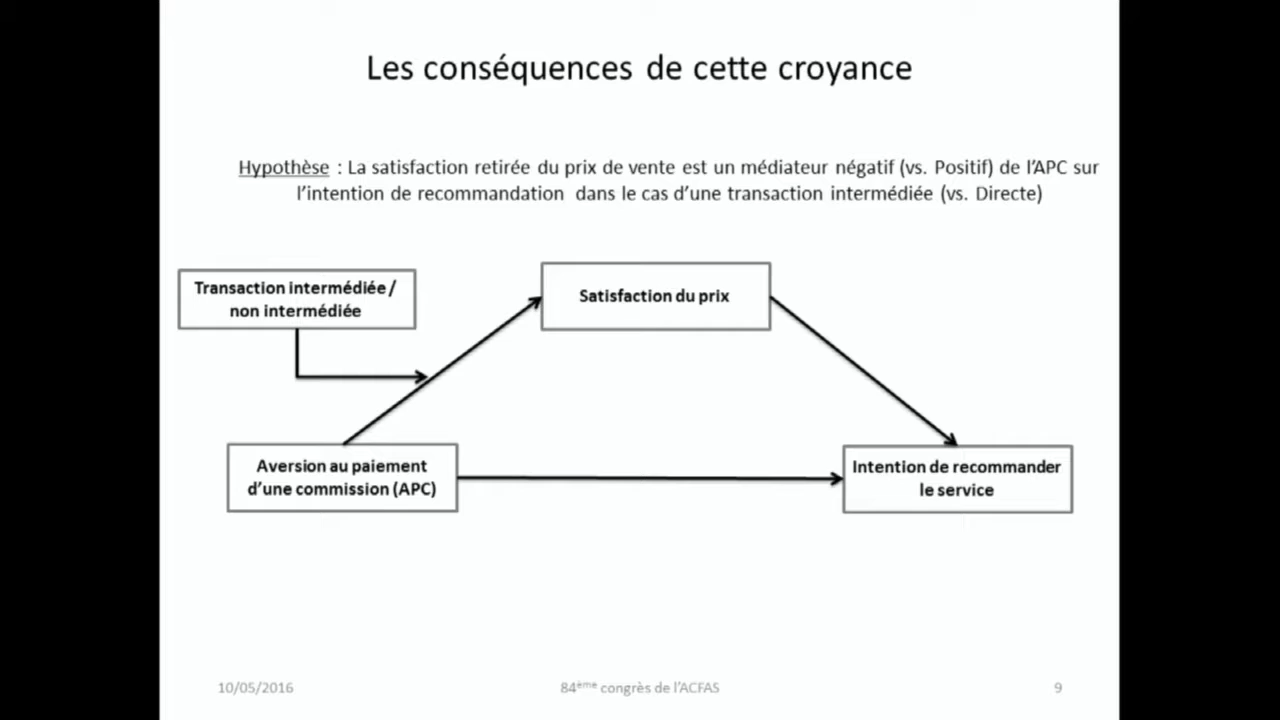 Les conséquences de cette croyance
Hypothèse : La satisfaction retirée du prix de vente est un médiateur négatif (vs. Positif) de l'APC sur
l'intention de recommandation dans le cas d'une transaction intermédiée (vs. Directe)
Transaction intermédiée /
non intermédiée
Satisfaction du prix
Aversion au paiement
d'une commission (APC)
Intention de recommander
le service
10/05/2016
84ème congrès de l'ACFAS
9